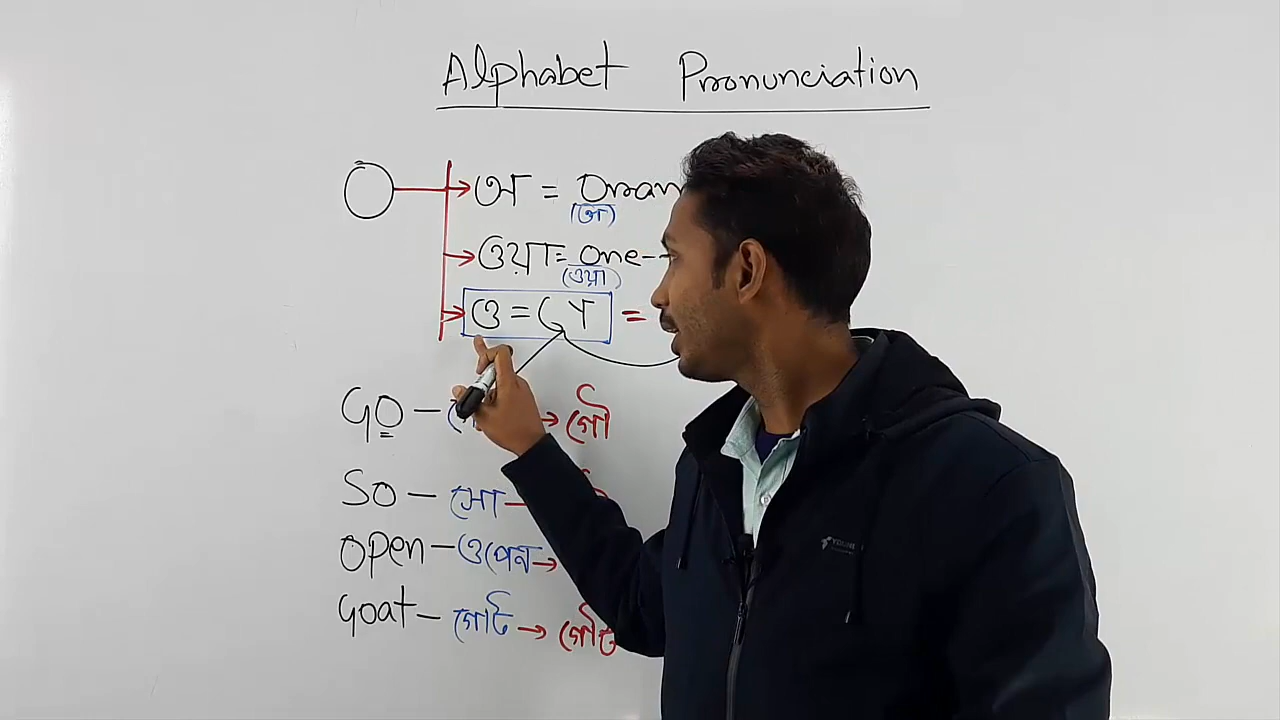 Alphabet Pronunciation
O → অ = Oran
(অ)
→ ওয়া = One -
(ওয়া)
→ ও = ো =
Go - → গৌ
So - সো -
Open - ওপেন →
Goat - গোট → গৌট